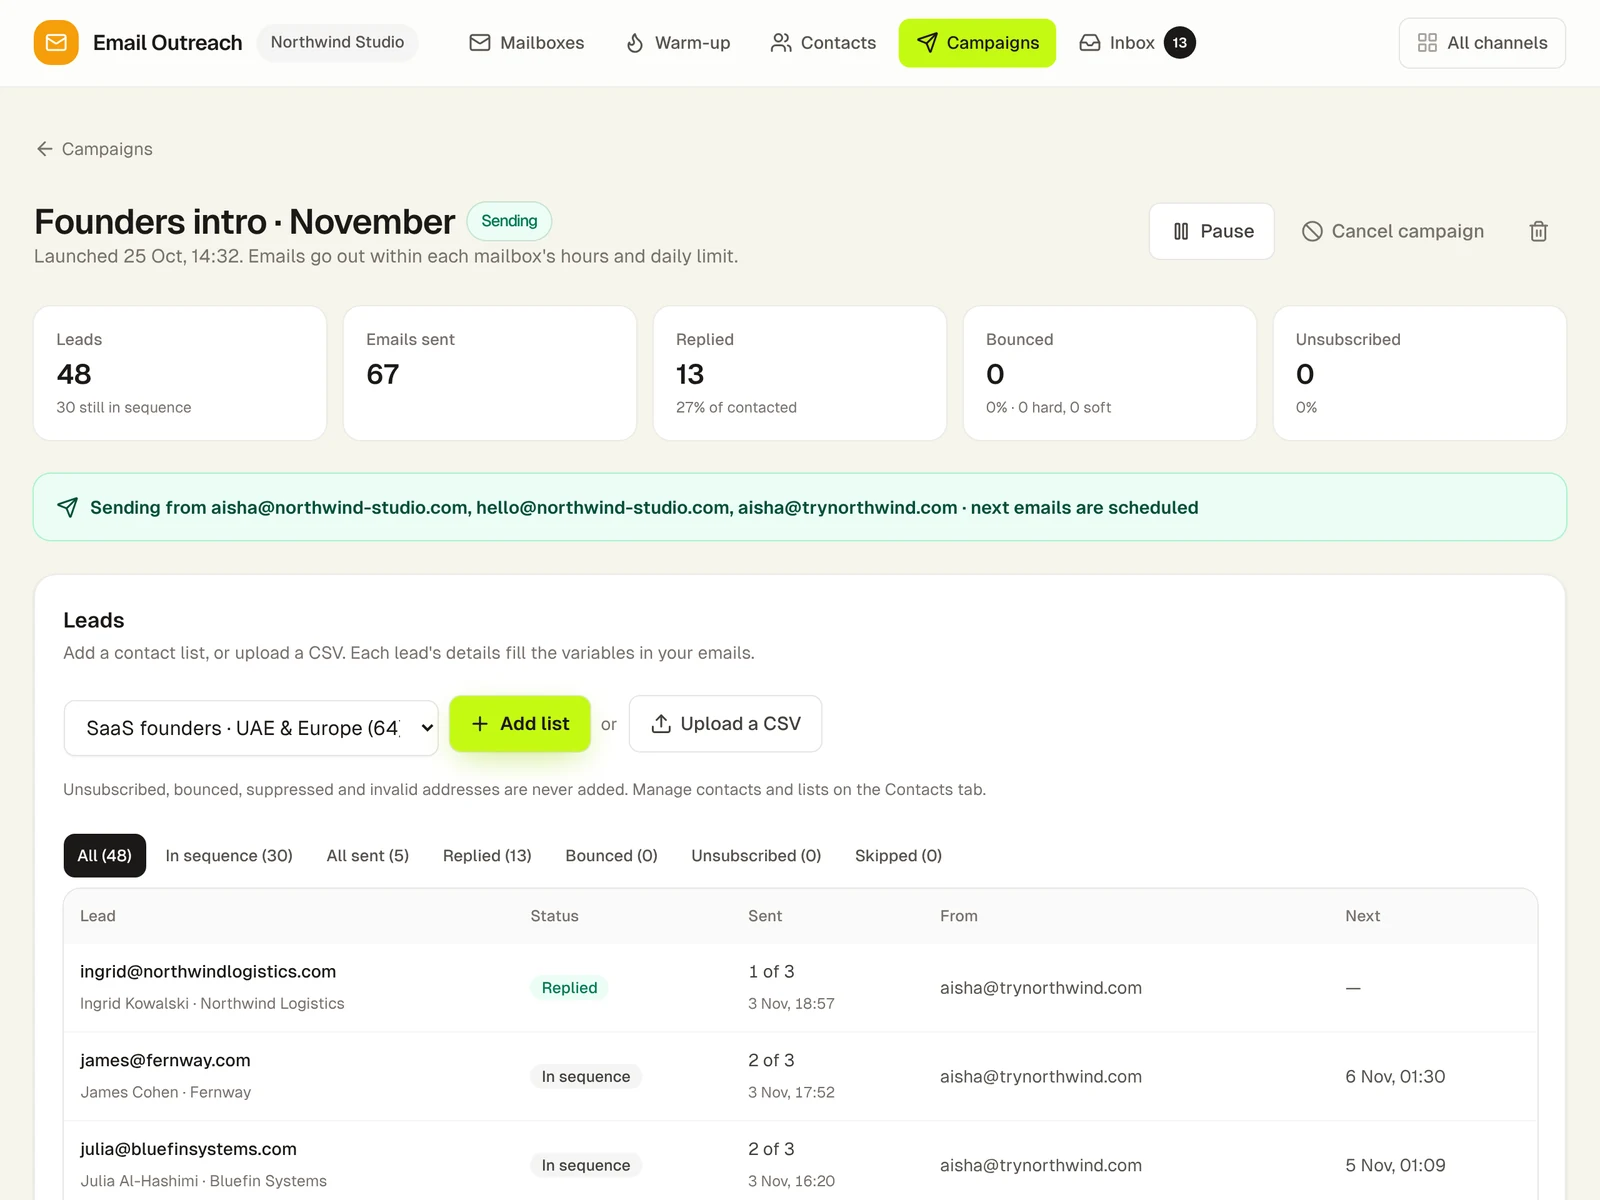 Email Outreach
Northwind Studio
Mailboxes
Warm-up
Contacts
Campaigns
Inbox 13
All channels
Campaigns
Founders intro · November
Sending
Launched 25 Oct, 14:32. Emails go out within each mailbox's hours and daily limit.
Pause
Cancel campaign
Leads
48
30 still in sequence
Emails sent
67
Replied
13
27% of contacted
Bounced
0
0% · 0 hard, 0 soft
Unsubscribed
0
0%
Sending from aisha@northwind-studio.com, hello@northwind-studio.com, aisha@trynorthwind.com · next emails are scheduled
Leads
Add a contact list, or upload a CSV. Each lead's details fill the variables in your emails.
SaaS founders · UAE & Europe (64)
Add list
or
Upload a CSV
Unsubscribed, bounced, suppressed and invalid addresses are never added. Manage contacts and lists on the Contacts tab.
All (48)
In sequence (30)
All sent (5)
Replied (13)
Bounced (0)
Unsubscribed (0)
Skipped (0)
Lead
Status
Sent
From
Next
ingrid@northwindlogistics.com
Ingrid Kowalski · Northwind Logistics
Replied
1 of 3
3 Nov, 18:57
aisha@trynorthwind.com
—
james@fernway.com
James Cohen · Fernway
In sequence
2 of 3
3 Nov, 17:52
aisha@trynorthwind.com
6 Nov, 01:30
julia@bluefinsystems.com
Julia Al-Hashimi · Bluefin Systems
In sequence
2 of 3
3 Nov, 16:20
aisha@trynorthwind.com
5 Nov, 01:09